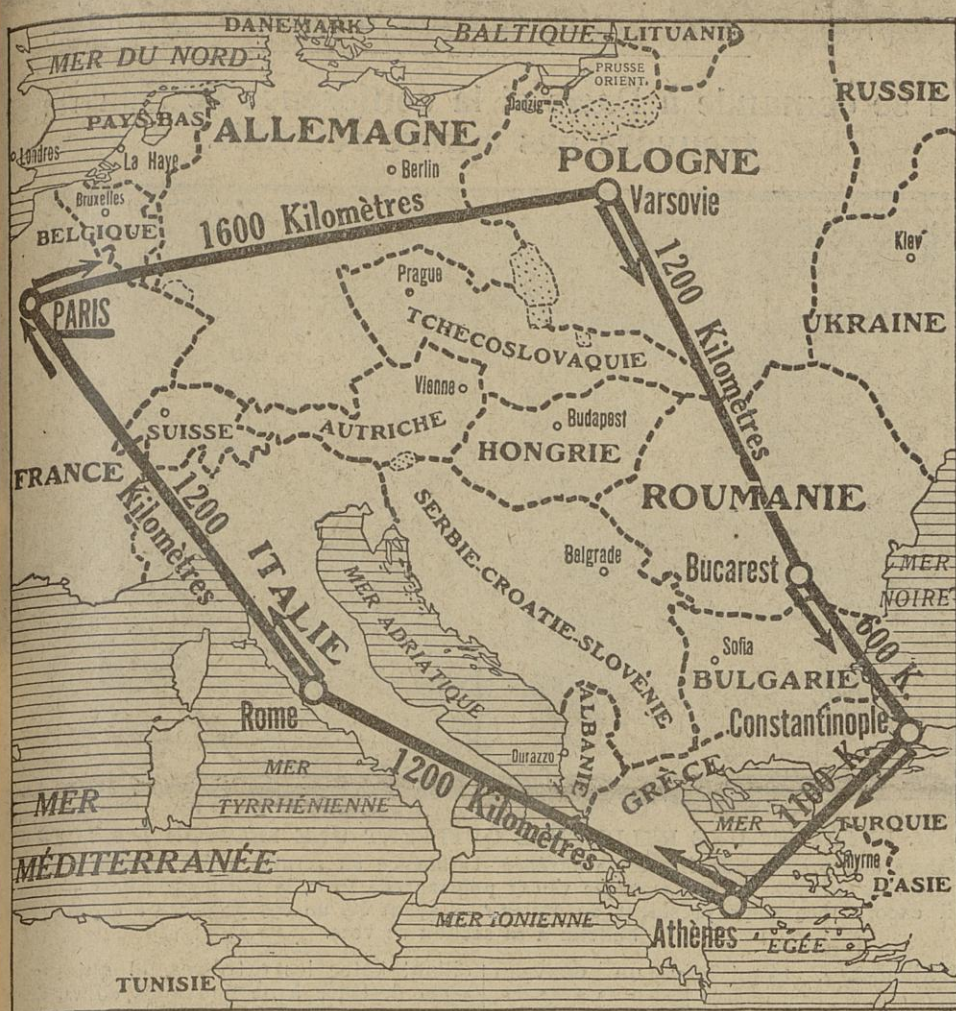 DANEMARK
BALTIQUE
LITUANIE
MER DU NORD
PRUSSE
ORIENT.
RUSSIE
PAYS-BAS
ALLEMAGNE
Danzig
Londres
La Haye
Berlin
POLOGNE
Bruxelles
Varsovie
BELGIQUE
1600 Kilomètres
Kiev
Prague
1200 Kilomètres
PARIS
TCHÉCOSLOVAQUIE
UKRAINE
Vienne
SUISSE
AUTRICHE
Budapest
HONGRIE
FRANCE
1200 Kilomètres
ROUMANIE
ITALIE
SERBIE-CROATIE-SLOVÉNIE
Belgrade
Bucarest
MER
NOIRE
MER ADRIATIQUE
600 K.
Sofia
BULGARIE
Rome
ALBANIE
Constantinople
Durazzo
MER
TYRRHÉNIENNE
1200 Kilomètres
GRÈCE
1100 K.
MER
MÉDITERRANÉE
MER
TURQUIE
Smyrne
D'ASIE
MER IONIENNE
Athènes
EGÉE
TUNISIE